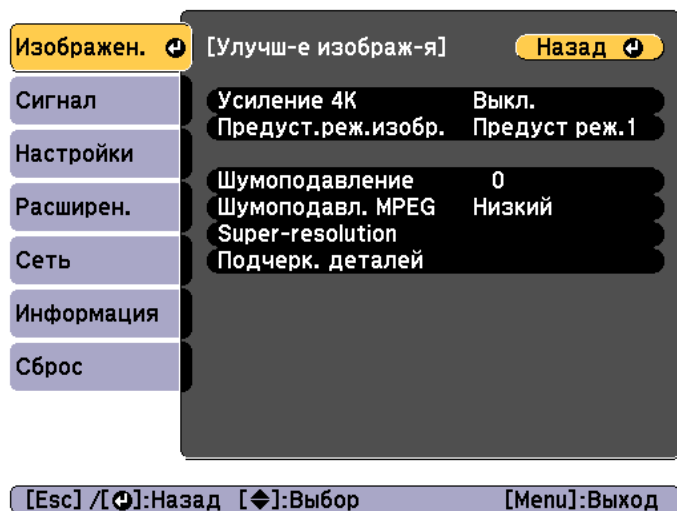 Изображен.
Сигнал
Настройки
Расширен.
Сеть
Информация
Сброс
[Улучш-е изображ-я] Назад
Усиление 4K Выкл.
Предуст.реж.изобр. Предуст реж.1
Шумоподавление 0
Шумоподавл. MPEG Низкий
Super-resolution
Подчерк. деталей
[Esc] /[ ]:Назад [ ]:Выбор [Menu]:Выход